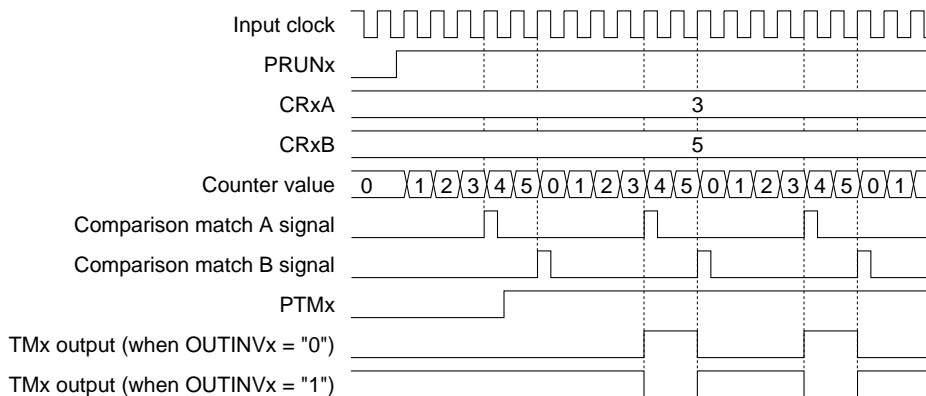 Input clock
PRUNx
CRxA 3
CRxB 5
Counter value 0 1 2 3 4 5 0 1 2 3 4 5 0 1 2 3 4 5 0 1
Comparison match A signal
Comparison match B signal
PTMx
TMx output (when OUTINVx = "0")
TMx output (when OUTINVx = "1")